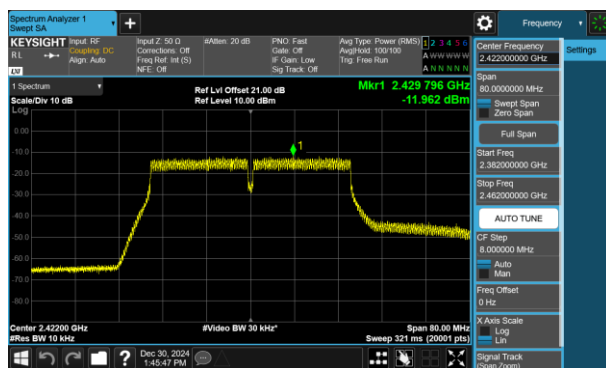 Spectrum Analyzer 1
Swept SA
Frequency
KEYSIGHT
RL
Input: RF
Coupling: DC
Align: Auto
Input Z: 50 Ω
Corrections: Off
Freq Ref: Int (S)
NFE: Off
#Atten: 20 dB
PNO: Fast
Gate: Off
IF Gain: Low
Sig Track: Off
Avg Type: Power (RMS)
Avg|Hold: 100/100
Trig: Free Run
1 2 3 4 5 6
A W W W W W
A N N N N N
1 Spectrum
Scale/Div 10 dB
Log
Ref Lvl Offset 21.00 dB
Ref Level 10.00 dBm
Mkr1 2.429 796 GHz
-11.962 dBm
0.00
-10.0
-20.0
-30.0
-40.0
-50.0
-60.0
-70.0
-80.0
1
Center 2.42200 GHz
#Res BW 10 kHz
#Video BW 30 kHz*
Span 80.00 MHz
Sweep 321 ms (20001 pts)
Dec 30, 2024
1:45:47 PM
Center Frequency
2.422000000 GHz
Settings
Span
80.0000000 MHz
Swept Span
Zero Span
Full Span
Start Freq
2.382000000 GHz
Stop Freq
2.462000000 GHz
AUTO TUNE
CF Step
8.000000 MHz
Auto
Man
Freq Offset
0 Hz
X Axis Scale
Log
Lin
Signal Track
(Span Zoom)